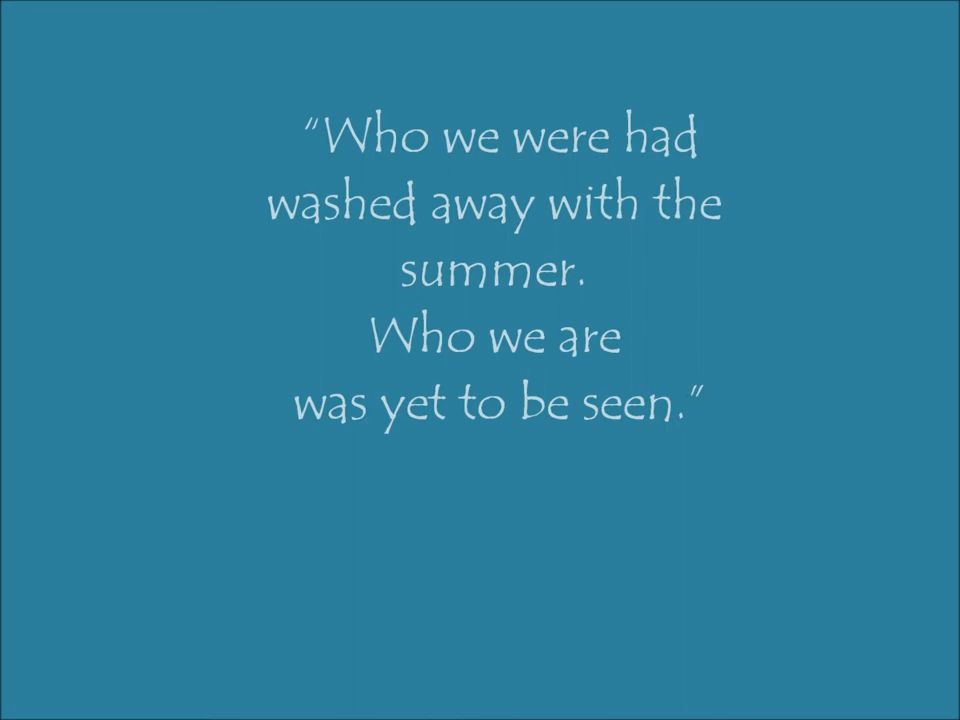 “Who we were had
washed away with the
summer.
Who we are
was yet to be seen.”